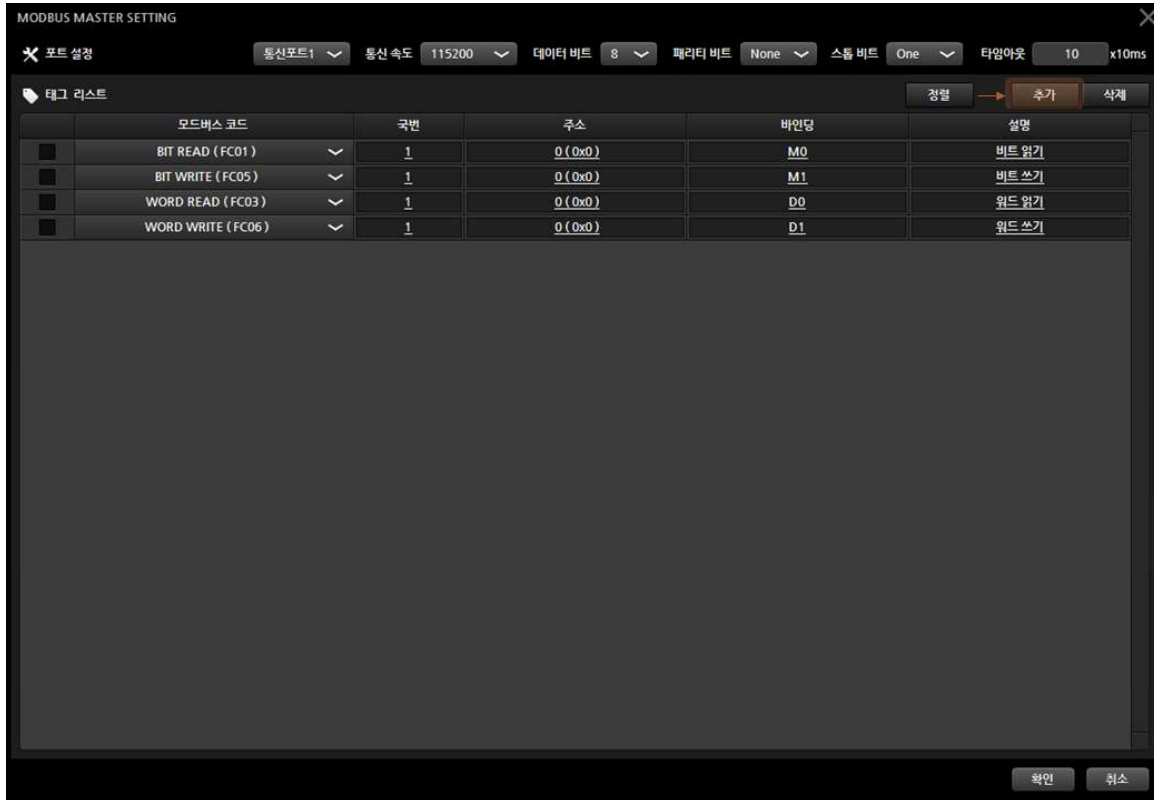 MODBUS MASTER SETTING
포트 설정 통신포트1 통신 속도 115200 데이터 비트 8 패리티 비트 None 스톱 비트 One 타임아웃 10 x10ms
태그 리스트 정렬 추가 삭제
모드버스 코드 국번 주소 바인딩 설명
BIT READ ( FC01 ) 1 0 ( 0x0 ) M0 비트 읽기
BIT WRITE ( FC05 ) 1 0 ( 0x0 ) M1 비트 쓰기
WORD READ ( FC03 ) 1 0 ( 0x0 ) D0 워드 읽기
WORD WRITE ( FC06 ) 1 0 ( 0x0 ) D1 워드 쓰기
확인 취소